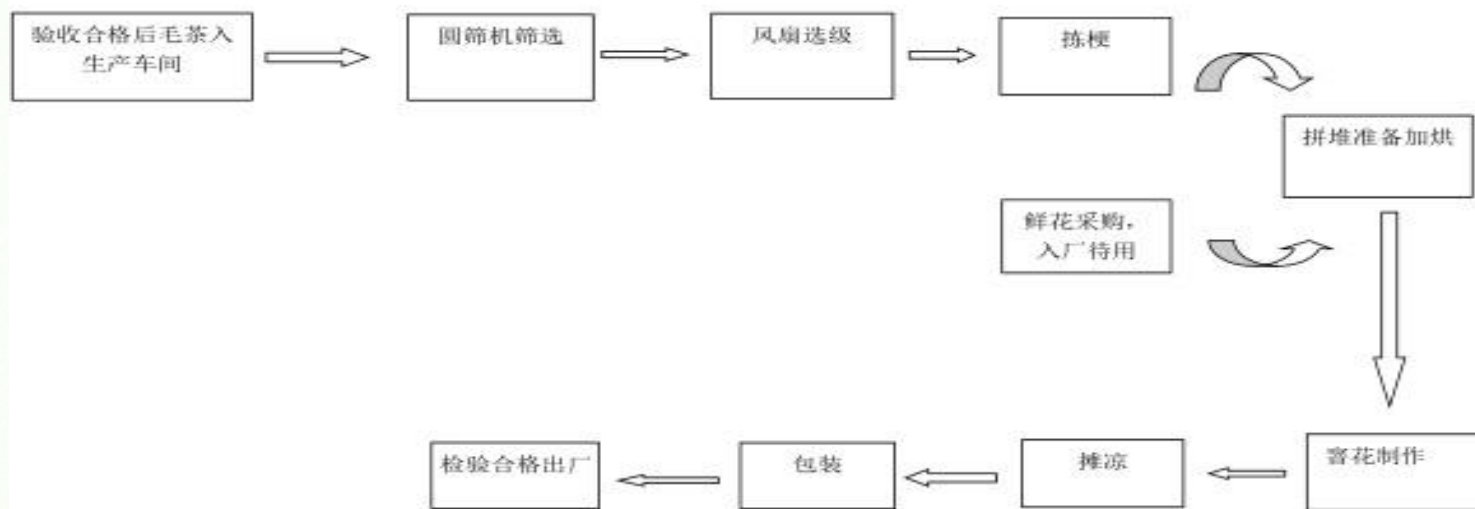 验收合格后毛茶入
生产车间
圆筛机筛选
风扇选级
拣梗
拼堆准备加烘
鲜花采购，
入厂待用
窨花制作
摊凉
包装
检验合格出厂